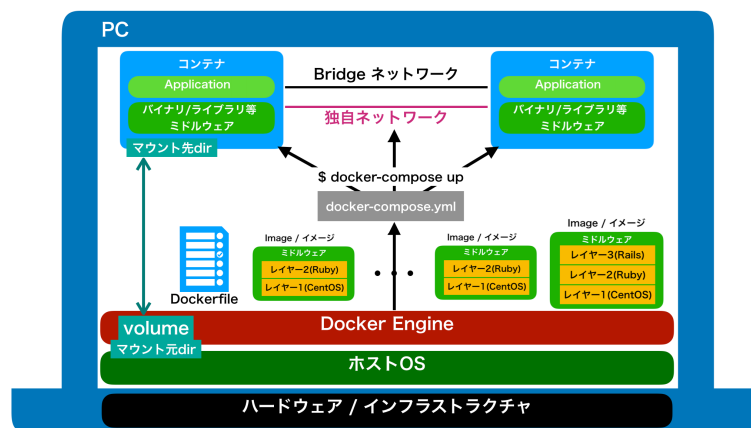 PC
コンテナ
Application
バイナリ/ライブラリ等
ミドルウェア
マウント先dir
Bridge ネットワーク
独自ネットワーク
コンテナ
Application
バイナリ/ライブラリ等
ミドルウェア
$ docker-compose up
docker-compose.yml
Dockerfile
Image / イメージ
ミドルウェア
レイヤー2(Ruby)
レイヤー1(CentOS)
Image / イメージ
ミドルウェア
レイヤー2(Ruby)
レイヤー1(CentOS)
Image / イメージ
ミドルウェア
レイヤー3(Rails)
レイヤー2(Ruby)
レイヤー1(CentOS)
volume
マウント元dir
Docker Engine
ホストOS
ハードウェア / インフラストラクチャ